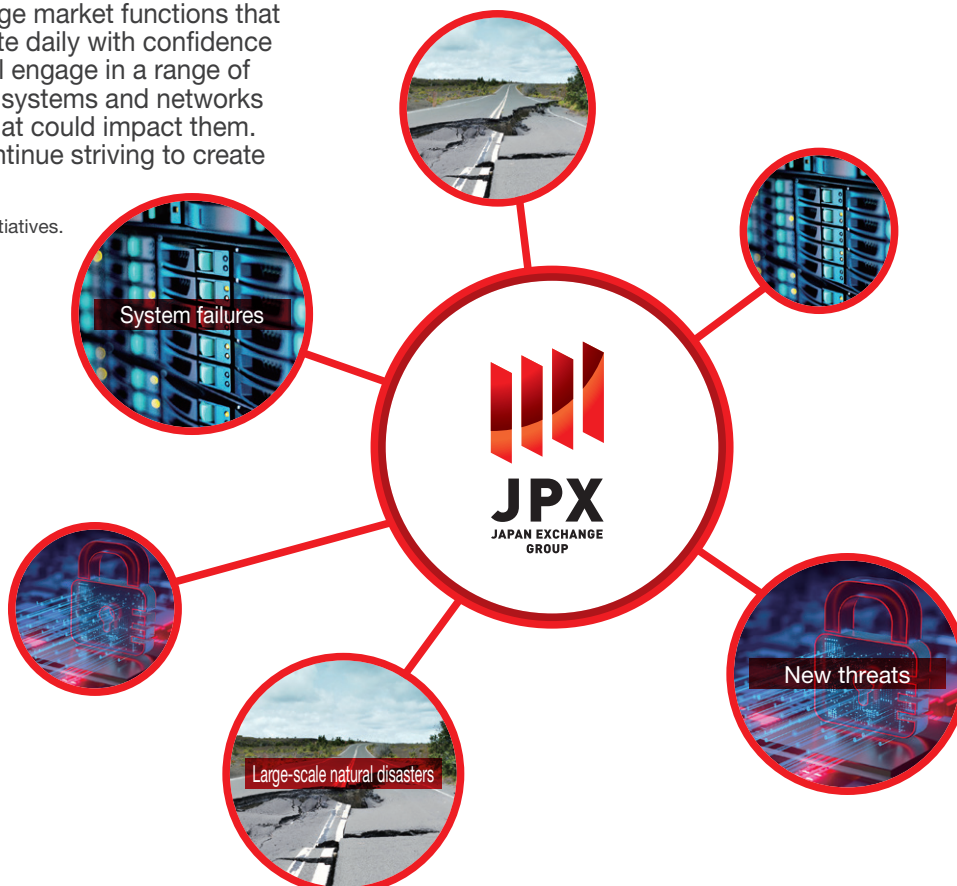 ge market functions that
te daily with confidence
l engage in a range of
systems and networks
at could impact them.
ntinue striving to create
tiatives.
System failures
JPX
JAPAN EXCHANGE
GROUP
New threats
Large-scale natural disasters